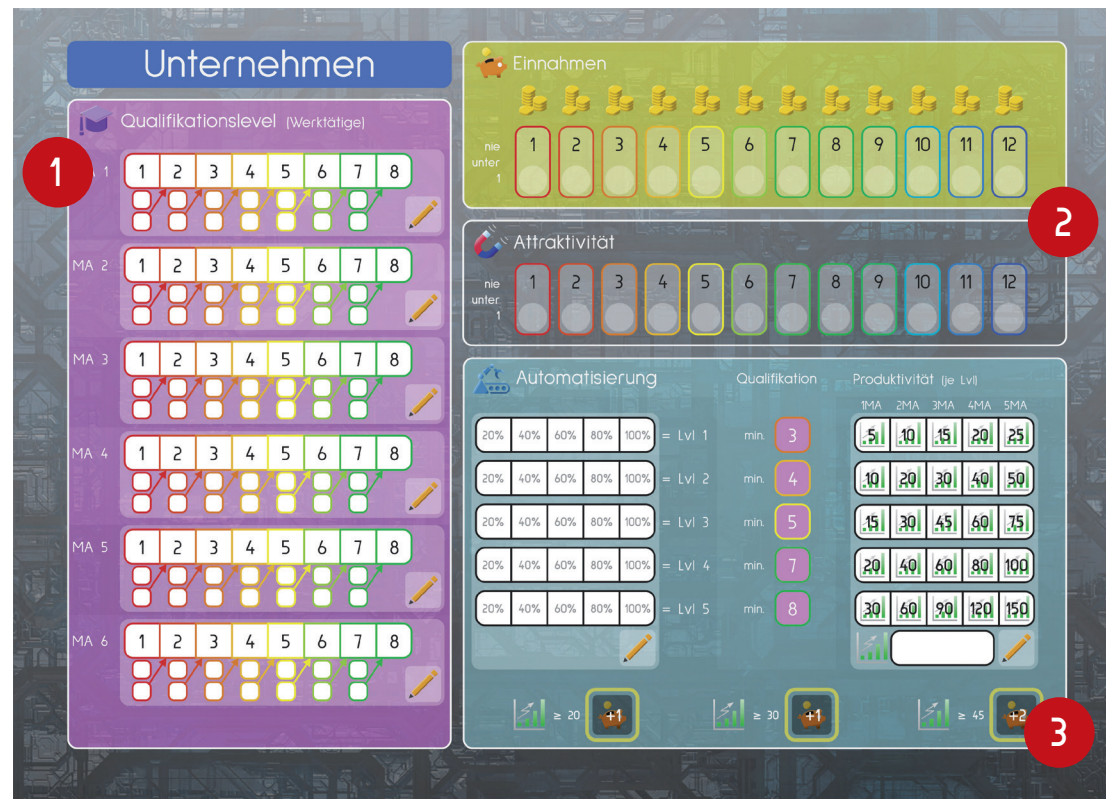 Unternehmen
Qualifikationslevel (Werktätige)
1
1
1 2 3 4 5 6 7 8
MA 2
1 2 3 4 5 6 7 8
MA 3
1 2 3 4 5 6 7 8
MA 4
1 2 3 4 5 6 7 8
MA 5
1 2 3 4 5 6 7 8
MA 6
1 2 3 4 5 6 7 8
Einnahmen
nie
unter
1
1 2 3 4 5 6 7 8 9 10 11 12
2
Attraktivität
nie
unter
1
1 2 3 4 5 6 7 8 9 10 11 12
Automatisierung Qualifikation Produktivität (je Lvl)
1MA 2MA 3MA 4MA 5MA
20% 40% 60% 80% 100% = Lvl 1 min. 3 5 10 15 20 25
20% 40% 60% 80% 100% = Lvl 2 min. 4 10 20 30 40 50
20% 40% 60% 80% 100% = Lvl 3 min. 5 15 30 45 60 75
20% 40% 60% 80% 100% = Lvl 4 min. 7 20 40 60 80 100
20% 40% 60% 80% 100% = Lvl 5 min. 8 30 60 90 120 150
≥ 20 +1 ≥ 30 +1 ≥ 45 +2
3